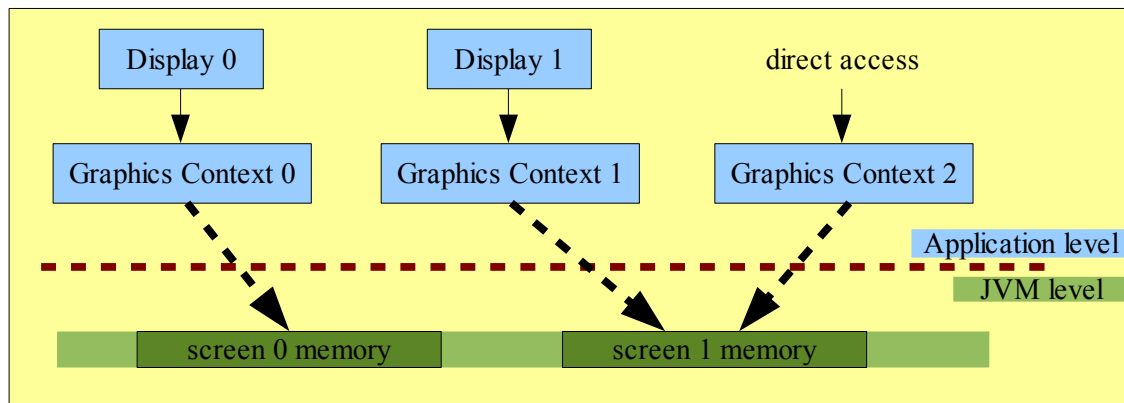 Display 0
Display 1
direct access
Graphics Context 0
Graphics Context 1
Graphics Context 2
Application level
JVM level
screen 0 memory
screen 1 memory